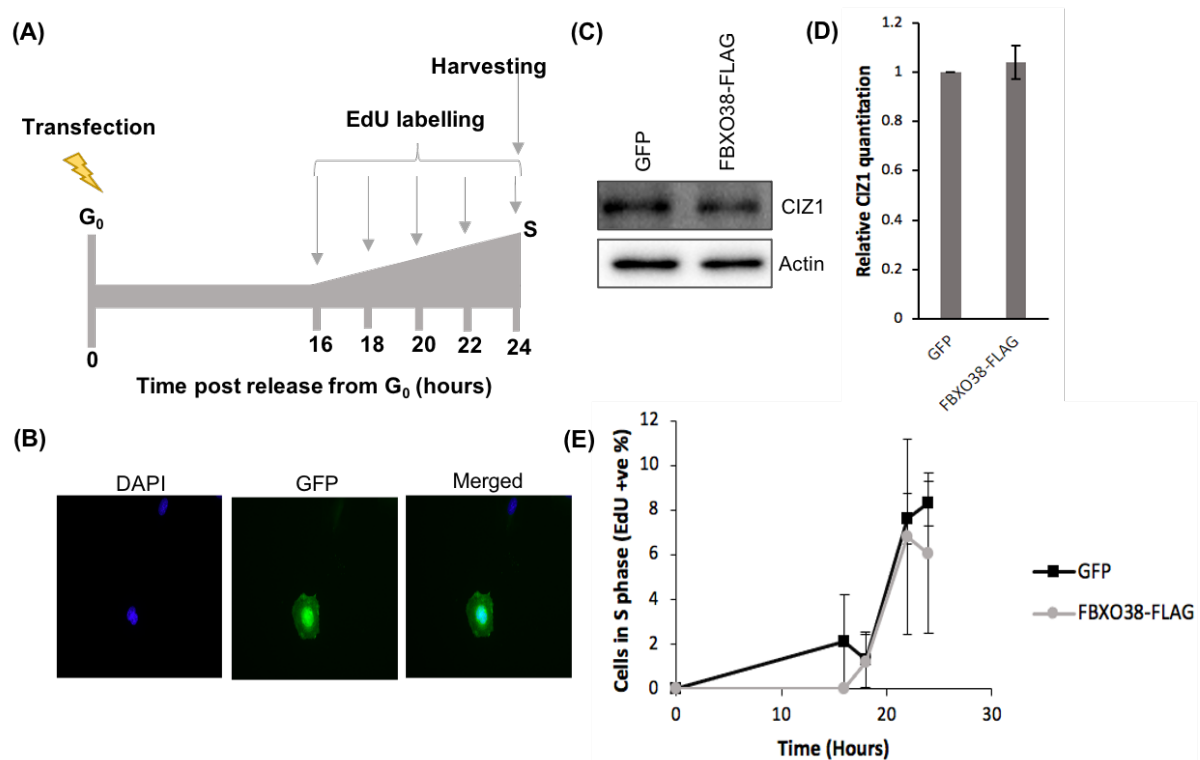 (A)
Transfection
Harvesting
EdU labelling
G0
S
0
16
18
20
22
24
Time post release from G0 (hours)
(B)
DAPI
GFP
Merged
(C)
GFP
FBXO38-FLAG
CIZ1
Actin
(D)
Relative CIZ1 quantitation
1.2
1
0.8
0.6
0.4
0.2
0
GFP
FBXO38-FLAG
(E)
Cells in S phase (EdU +ve %)
12
10
8
6
4
2
0
0
10
20
30
Time (Hours)
GFP
FBXO38-FLAG